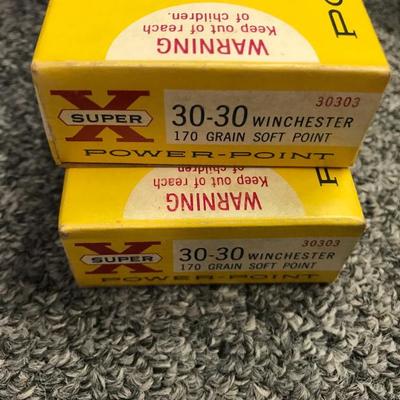 WARNING
Keep out of reach
of children.
PO
SUPER X
30303
30-30 WINCHESTER
170 GRAIN SOFT POINT
POWER-POINT
WARNING
Keep out of reach
of children.
P
SUPER X
30303
30-30 WINCHESTER
170 GRAIN SOFT POINT
POWER-POINT